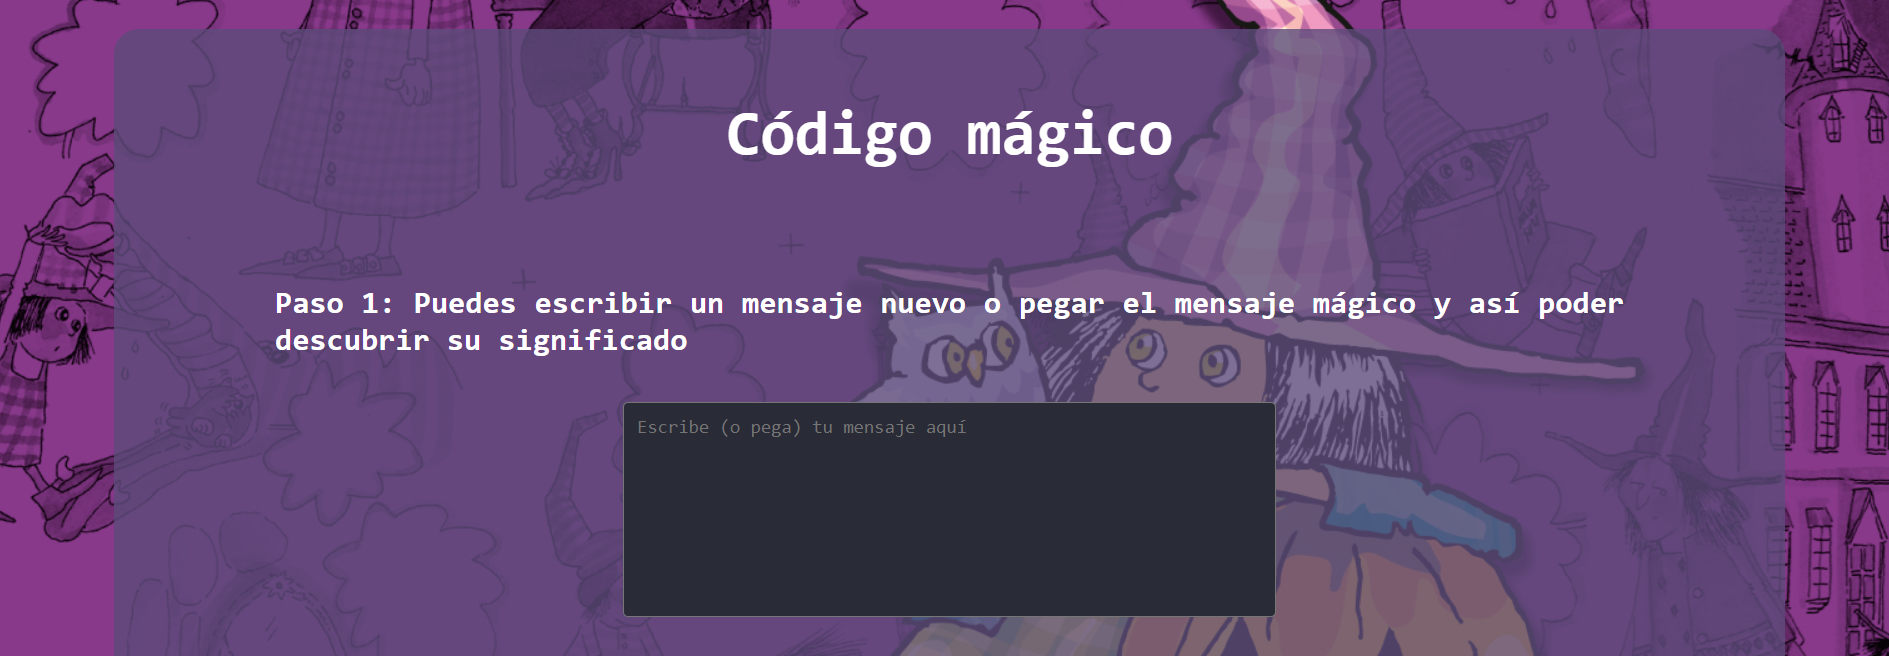 Código mágico
Paso 1: Puedes escribir un mensaje nuevo o pegar el mensaje mágico y así poder
descubrir su significado
Escribe (o pega) tu mensaje aquí